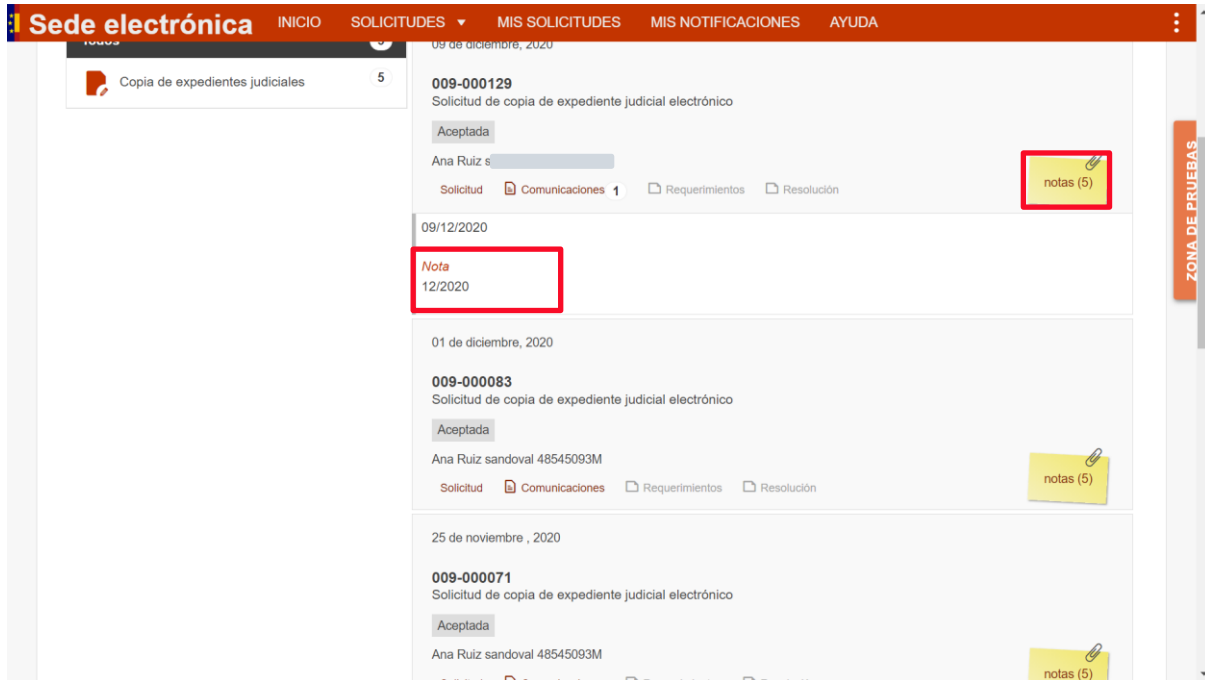 Sede electrónica INICIO SOLICITUDES ▼ MIS SOLICITUDES MIS NOTIFICACIONES AYUDA
Todos 5
Copia de expedientes judiciales 5
09 de diciembre, 2020
009-000129
Solicitud de copia de expediente judicial electrónico
Aceptada
Ana Ruiz s
notas (5)
Solicitud Comunicaciones 1 Requerimientos Resolución
09/12/2020
Nota
12/2020
01 de diciembre, 2020
009-000083
Solicitud de copia de expediente judicial electrónico
Aceptada
Ana Ruiz sandoval 48545093M
notas (5)
Solicitud Comunicaciones Requerimientos Resolución
25 de noviembre , 2020
009-000071
Solicitud de copia de expediente judicial electrónico
Aceptada
Ana Ruiz sandoval 48545093M
notas (5)
ZONA DE PRUEBAS